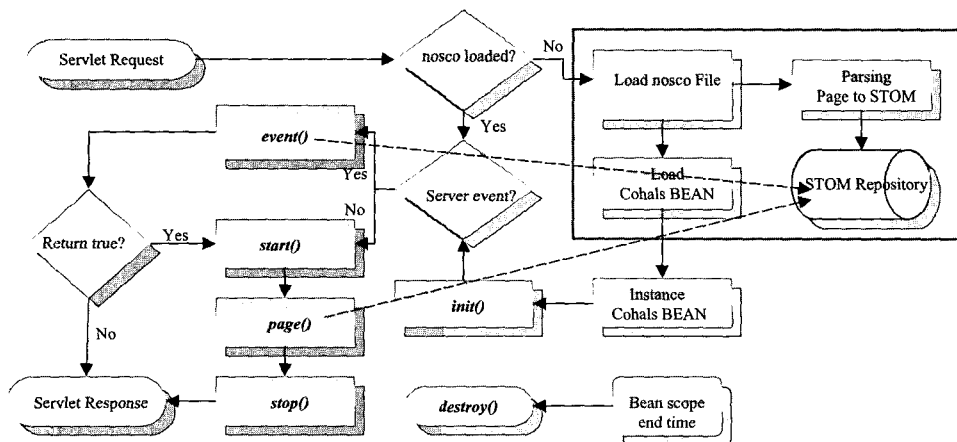 Servlet Request
nosco loaded?
No
Load nosco File
Parsing
Page to STOM
Yes
event()
Yes
Server event?
Load
Cohals BEAN
STOM Repository
No
Return true?
Yes
start()
init()
Instance
Cohals BEAN
page()
No
Servlet Response
stop()
destroy()
Bean scope
end time